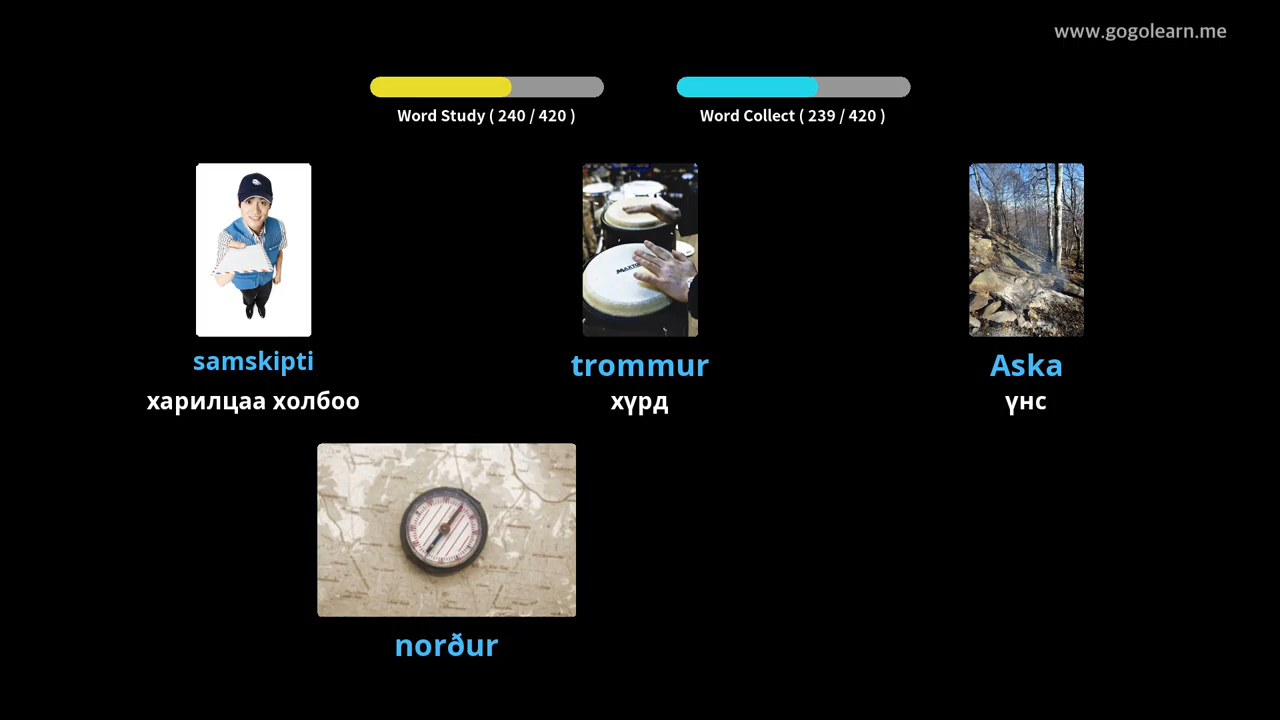 www.gogolearn.me
Word Study ( 240 / 420 )
Word Collect ( 239 / 420 )
samskipti
trommur
Aska
харилцаа холбоо
хүрд
үнс
norður